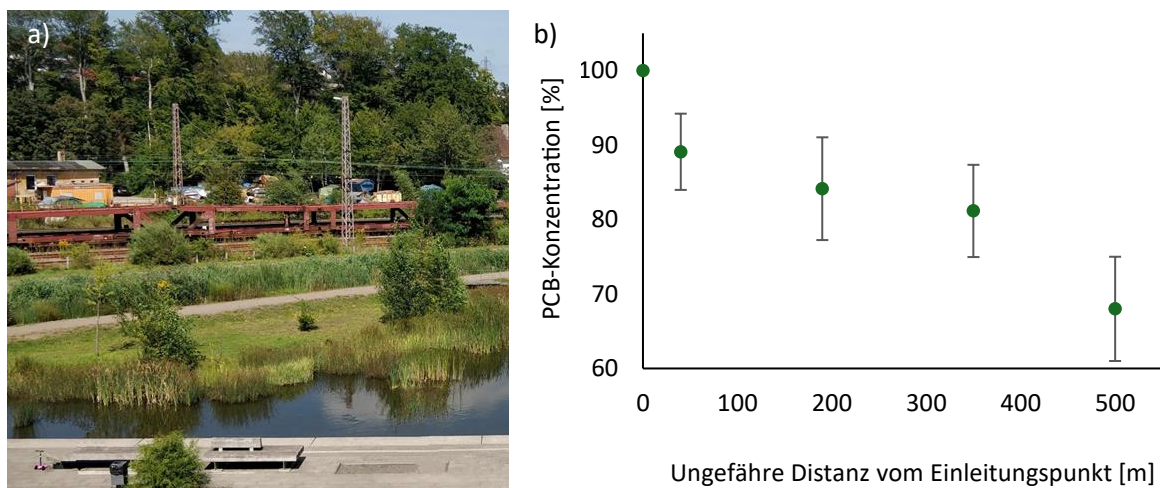 a)
b)
PCB-Konzentration [%]
100
90
80
70
60
0 100 200 300 400 500
Ungefähre Distanz vom Einleitungspunkt [m]